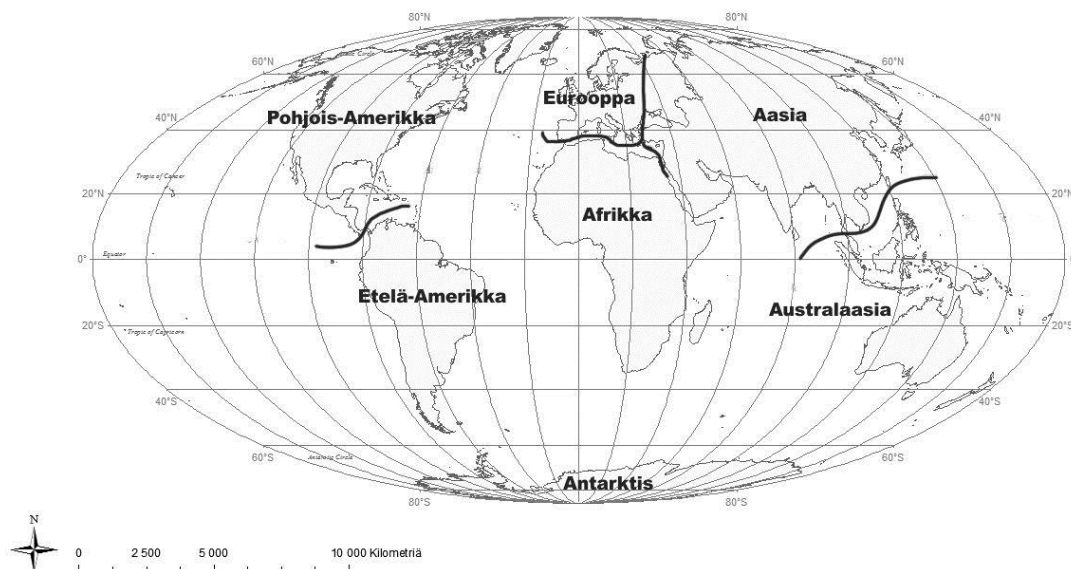 80°N
80°N
60°N
60°N
Eurooppa
Pohjois-Amerikka
Aasia
40°N
40°N
Tropic of Cancer
20°N
20°N
Afrikka
Equator
0°
0°
Etelä-Amerikka
Australaasia
20°S
20°S
Tropic of Capricorn
40°S
40°S
Antarctic Circle
60°S
60°S
Antarktis
80°S
80°S
N
0 2 500 5 000 10 000 Kilometriä